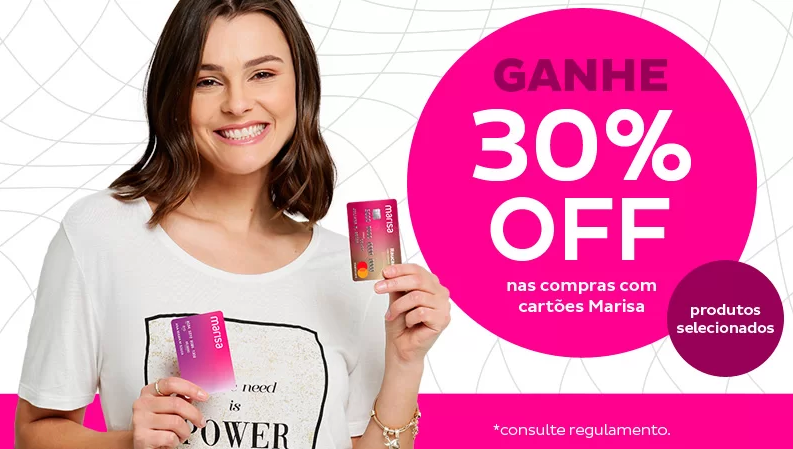 GANHE
30%
OFF
nas compras com
cartões Marisa
produtos
selecionados
*consulte regulamento.
marisa
marisa
need
is
POWER